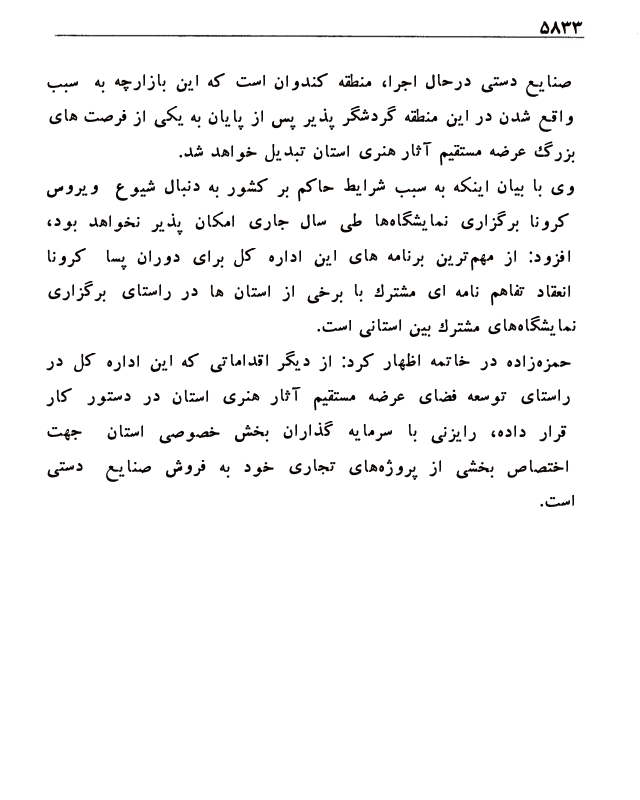 ۵۸۳۳
صنایع دستی درحال اجرا، منطقه کندوان است که این بازارچه به سبب
واقع شدن در این منطقه گردشگر پذیر پس از پایان به یکی از فرصت های
بزرگ عرضه مستقیم آثار هنری استان تبدیل خواهد شد.
وی با بیان اینکه به سبب شرایط حاکم بر کشور به دنبال شیوع ویروس
کرونا برگزاری نمایشگاه‌ها طی سال جاری امکان پذیر نخواهد بود،
افزود: از مهم‌ترین برنامه های این اداره کل برای دوران پسا کرونا
انعقاد تفاهم نامه ای مشترك با برخی از استان ها در راستای برگزاری
نمایشگاه‌های مشترك بین استانی است.
حمزه‌زاده در خاتمه اظهار کرد: از دیگر اقداماتی که این اداره کل در
راستای توسعه فضای عرضه مستقیم آثار هنری استان در دستور کار
قرار داده، رایزنی با سرمایه گذاران بخش خصوصی استان جهت
اختصاص بخشی از پروژه‌های تجاری خود به فروش صنایع دستی
است.